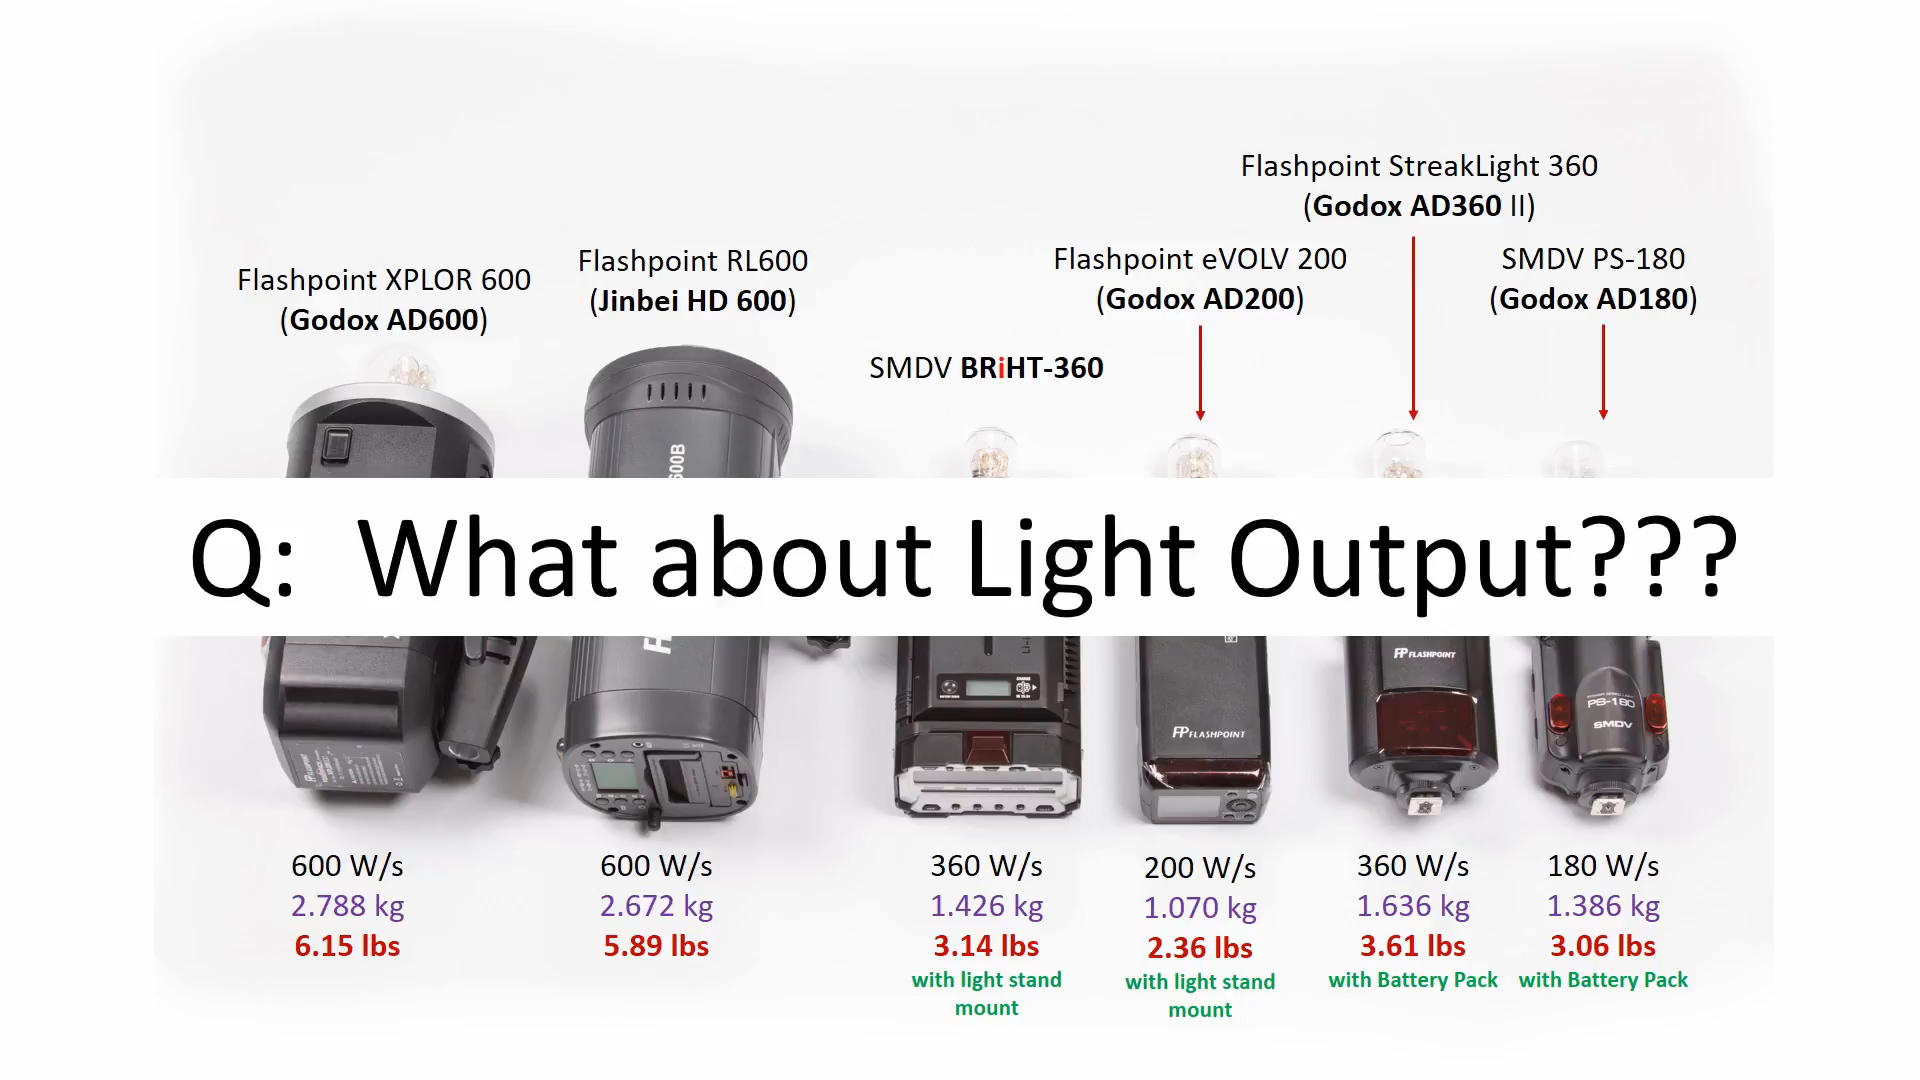 Flashpoint StreakLight 360
(Godox AD360 II)
Flashpoint XPLOR 600
(Godox AD600)
Flashpoint RL600
(Jinbei HD 600)
SMDV BRiHT-360
Flashpoint eVOLV 200
(Godox AD200)
SMDV PS-180
(Godox AD180)
600B
Q: What about Light Output???
FP FLASHPOINT
FP FLASHPOINT
PS-180
SMDV
600 W/s
2.788 kg
6.15 lbs
600 W/s
2.672 kg
5.89 lbs
360 W/s
1.426 kg
3.14 lbs
with light stand
mount
200 W/s
1.070 kg
2.36 lbs
with light stand
mount
360 W/s
1.636 kg
3.61 lbs
with Battery Pack
180 W/s
1.386 kg
3.06 lbs
with Battery Pack